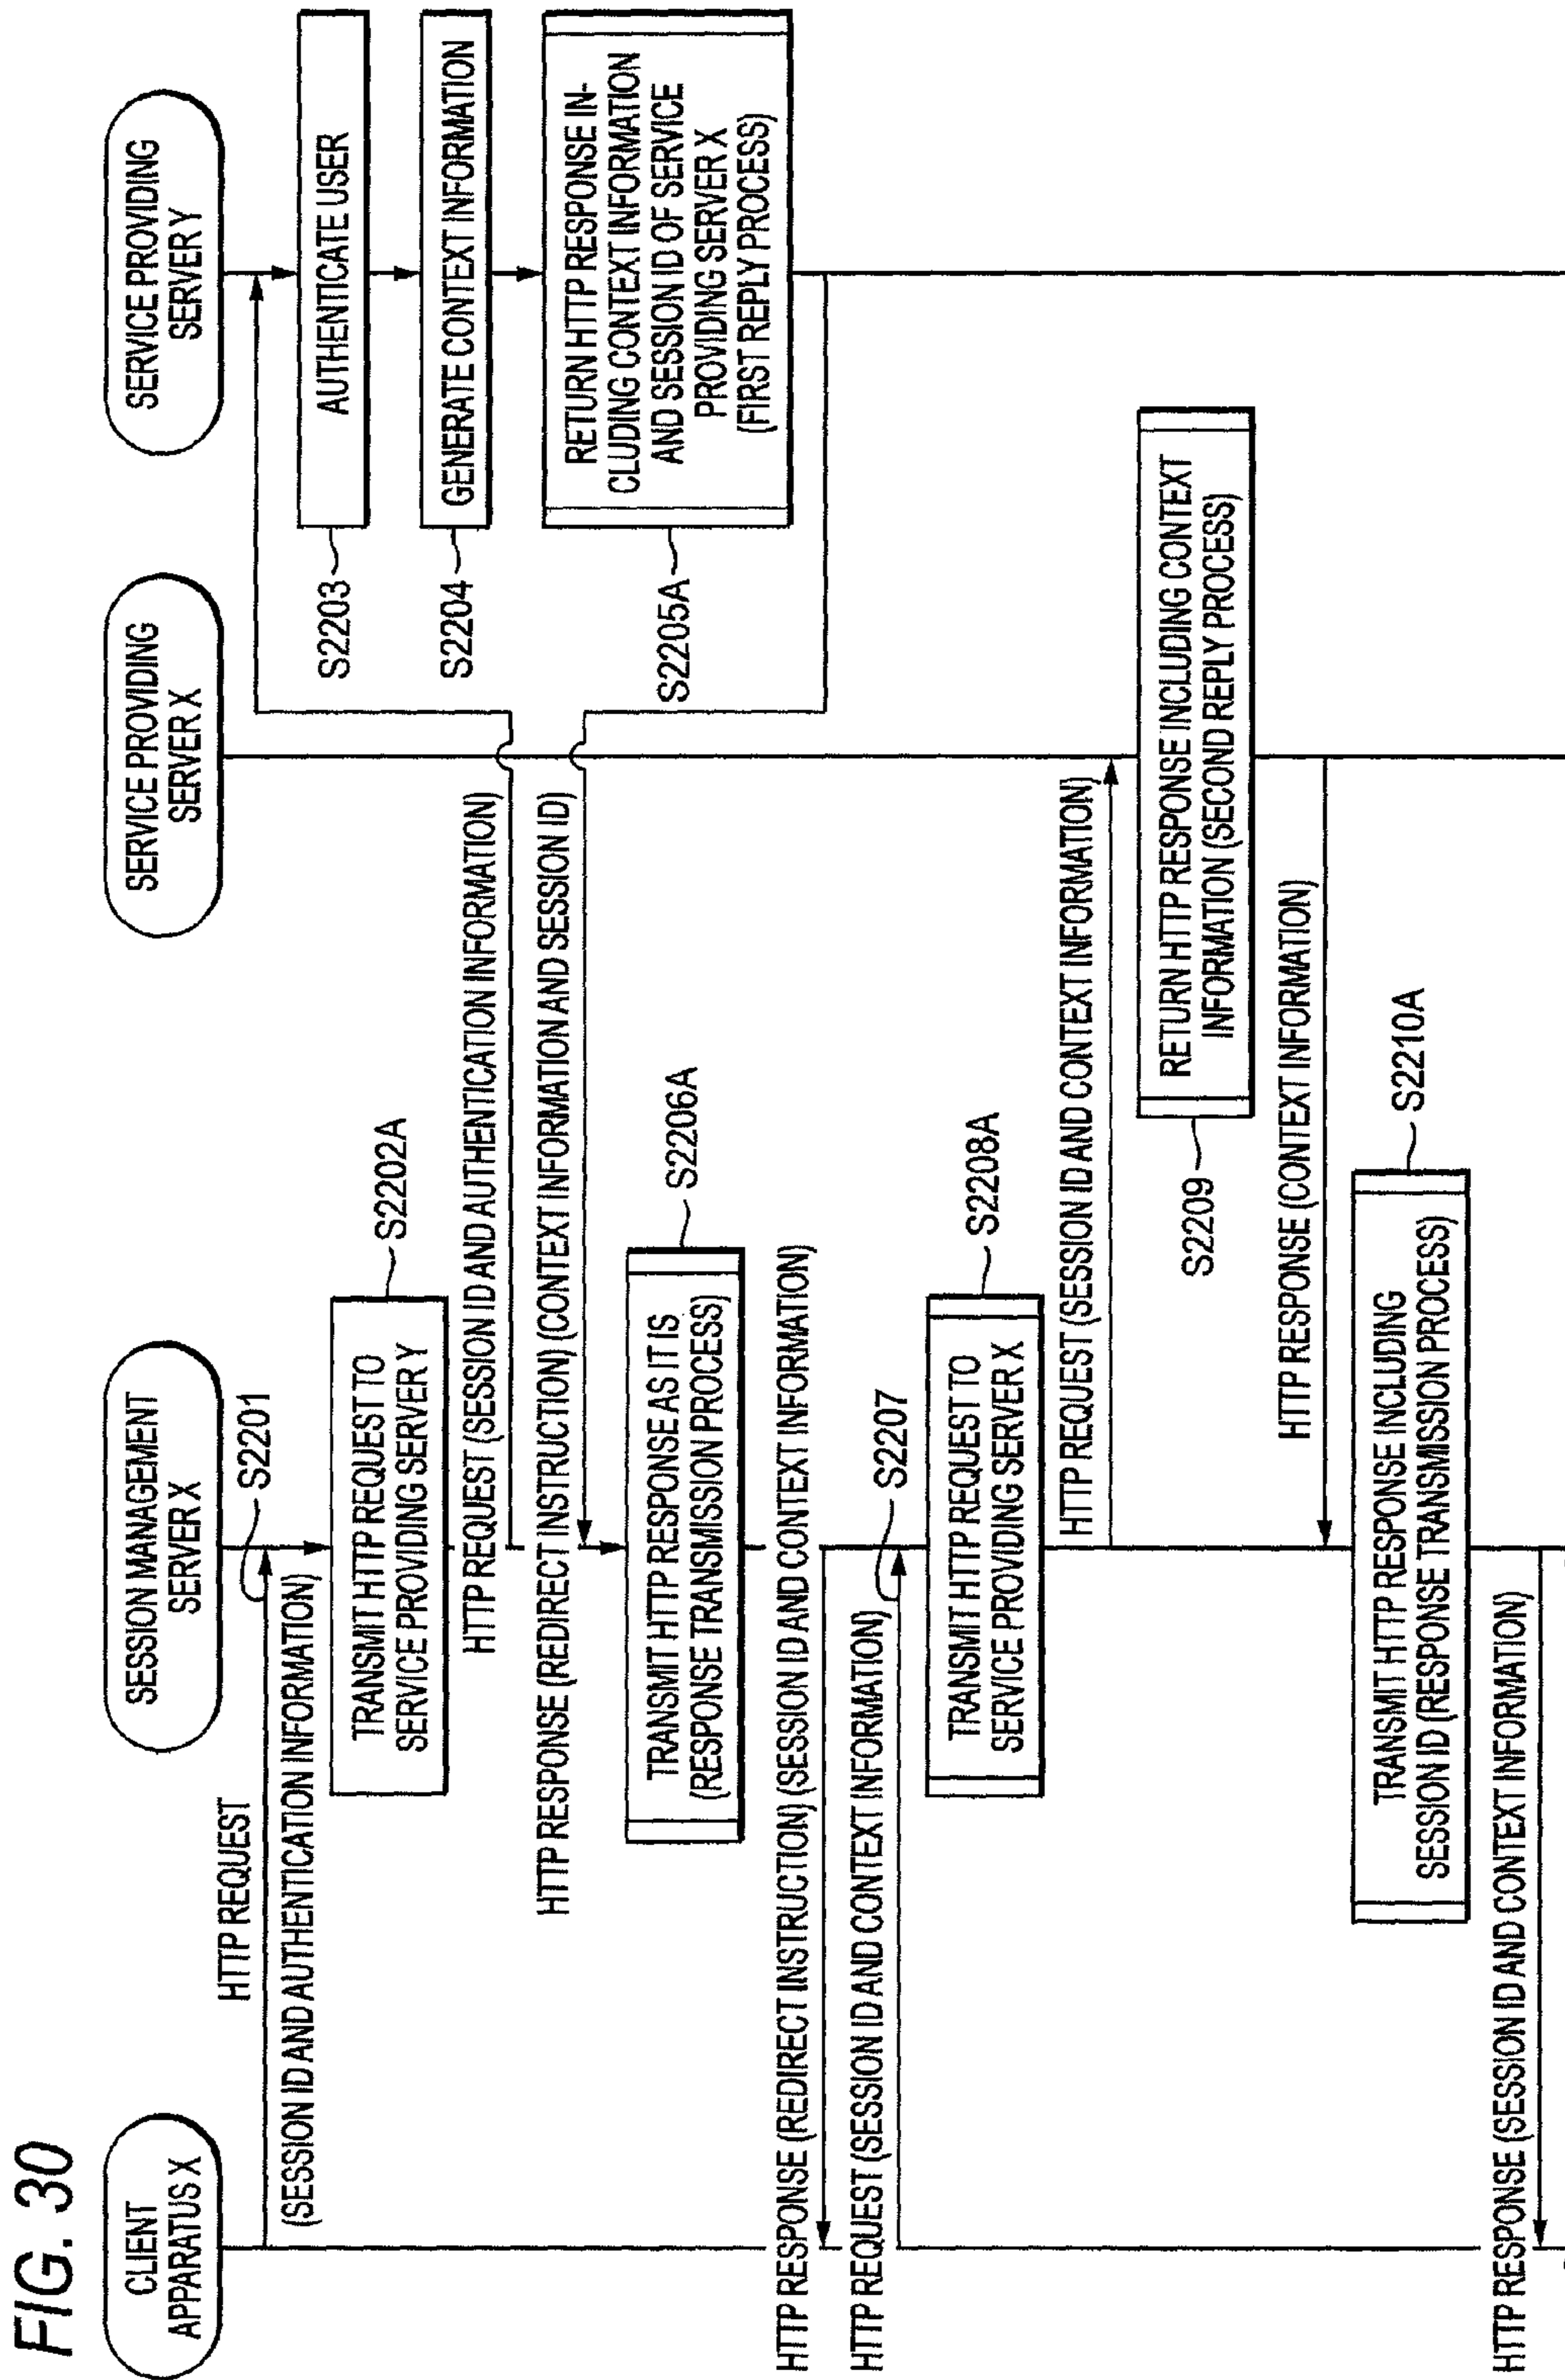 FIG. 30
CLIENT
APPARATUS X
SESSION MANAGEMENT
SERVER X
SERVICE PROVIDING
SERVER X
SERVICE PROVIDING
SERVER Y
HTTP REQUEST
S2201
(SESSION ID AND AUTHENTICATION INFORMATION)
TRANSMIT HTTP REQUEST TO
SERVICE PROVIDING SERVER Y
S2202A
HTTP REQUEST (SESSION ID AND AUTHENTICATION INFORMATION)
S2203
AUTHENTICATE USER
S2204
GENERATE CONTEXT INFORMATION
S2205A
RETURN HTTP RESPONSE IN-
CLUDING CONTEXT INFORMATION
AND SESSION ID OF SERVICE
PROVIDING SERVER X
(FIRST REPLY PROCESS)
HTTP RESPONSE (REDIRECT INSTRUCTION) (CONTEXT INFORMATION AND SESSION ID)
TRANSMIT HTTP RESPONSE AS IT IS
(RESPONSE TRANSMISSION PROCESS)
S2206A
HTTP RESPONSE (REDIRECT INSTRUCTION) (SESSION ID AND CONTEXT INFORMATION)
HTTP REQUEST (SESSION ID AND CONTEXT INFORMATION)
S2207
TRANSMIT HTTP REQUEST TO
SERVICE PROVIDING SERVER X
S2208A
HTTP REQUEST (SESSION ID AND CONTEXT INFORMATION)
S2209
RETURN HTTP RESPONSE INCLUDING CONTEXT
INFORMATION (SECOND REPLY PROCESS)
HTTP RESPONSE (CONTEXT INFORMATION)
TRANSMIT HTTP RESPONSE INCLUDING
SESSION ID (RESPONSE TRANSMISSION PROCESS)
S2210A
HTTP RESPONSE (SESSION ID AND CONTEXT INFORMATION)